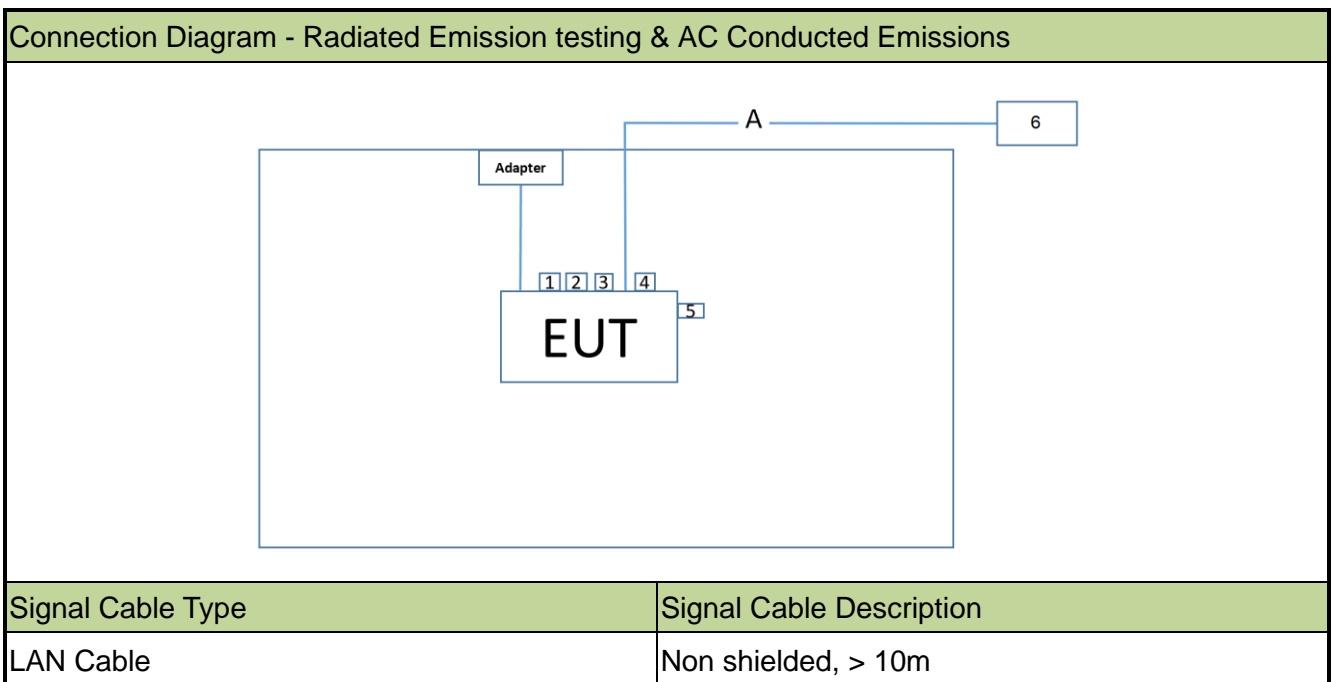 Connection Diagram - Radiated Emission testing & AC Conducted Emissions
A
6
Adapter
1 2 3 4
5
EUT
Signal Cable Type Signal Cable Description
LAN Cable Non shielded, > 10m